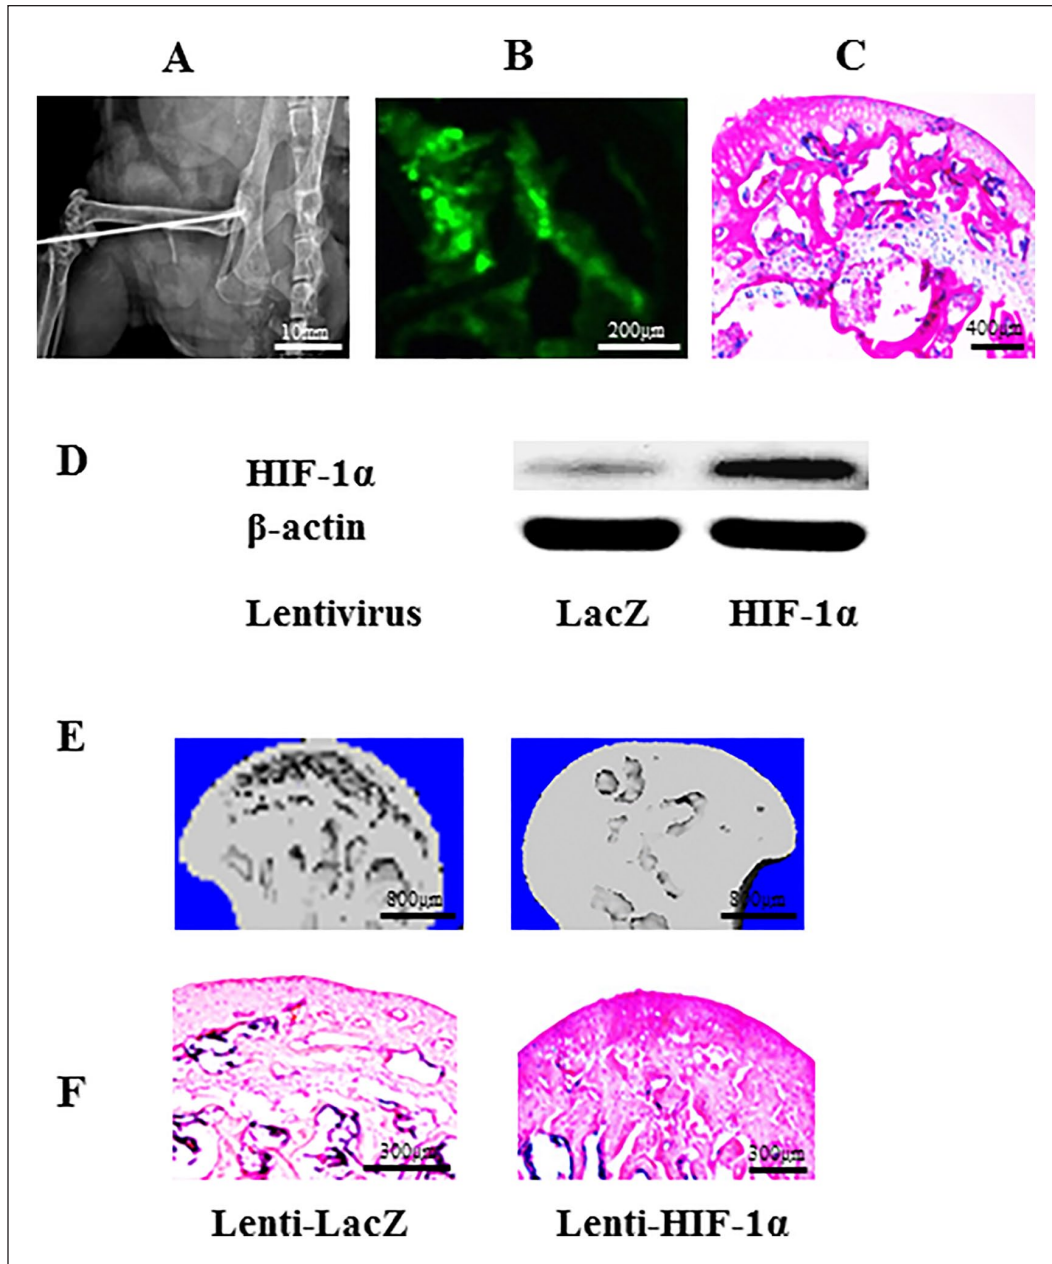 A B C
10mm 200μm 400μm
D
HIF-1α
β-actin
Lentivirus LacZ HIF-1α
E
800μm 800μm
F
300μm 300μm
Lenti-LacZ Lenti-HIF-1α